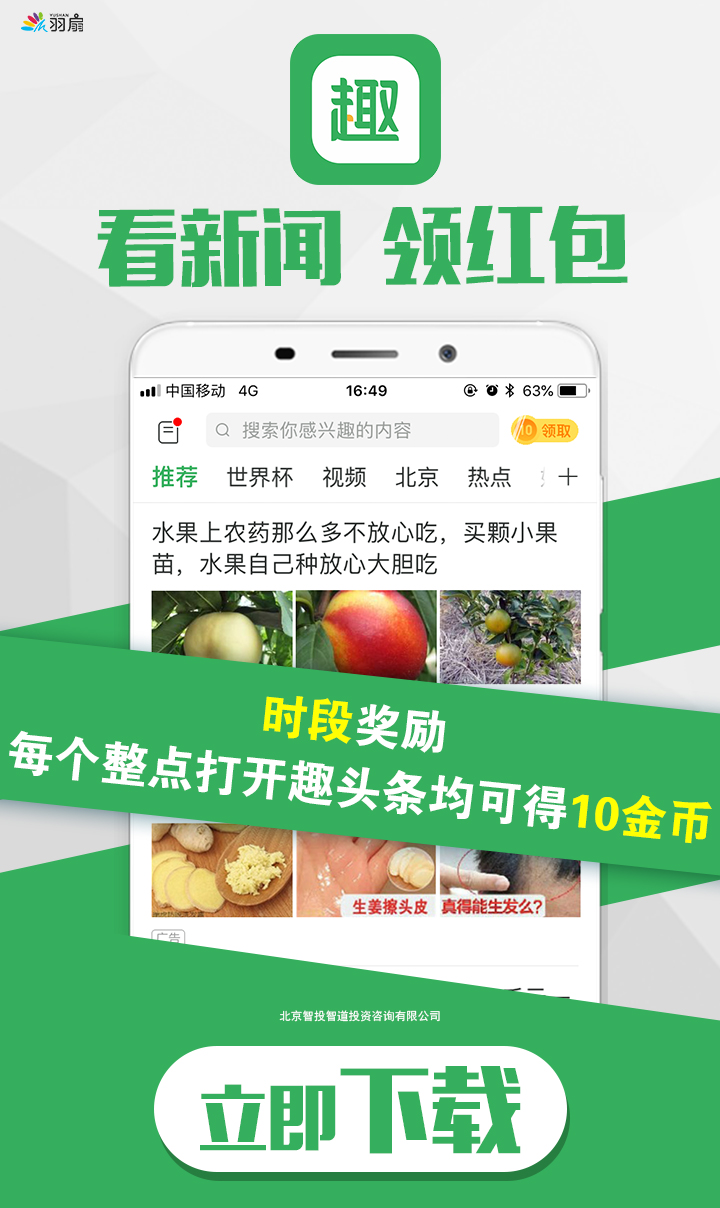 YUSHAN
羽扇
趣
看新闻 领红包
中国移动 4G 16:49 63%
搜索你感兴趣的内容
10 领取
推荐 世界杯 视频 北京 热点
水果上农药那么多不放心吃，买颗小果
苗，水果自己种放心大胆吃
时段奖励
每个整点打开趣头条均可得10金币
生姜擦头皮 真得能生发么?
广告
北京智投智道投资咨询有限公司
立即下载